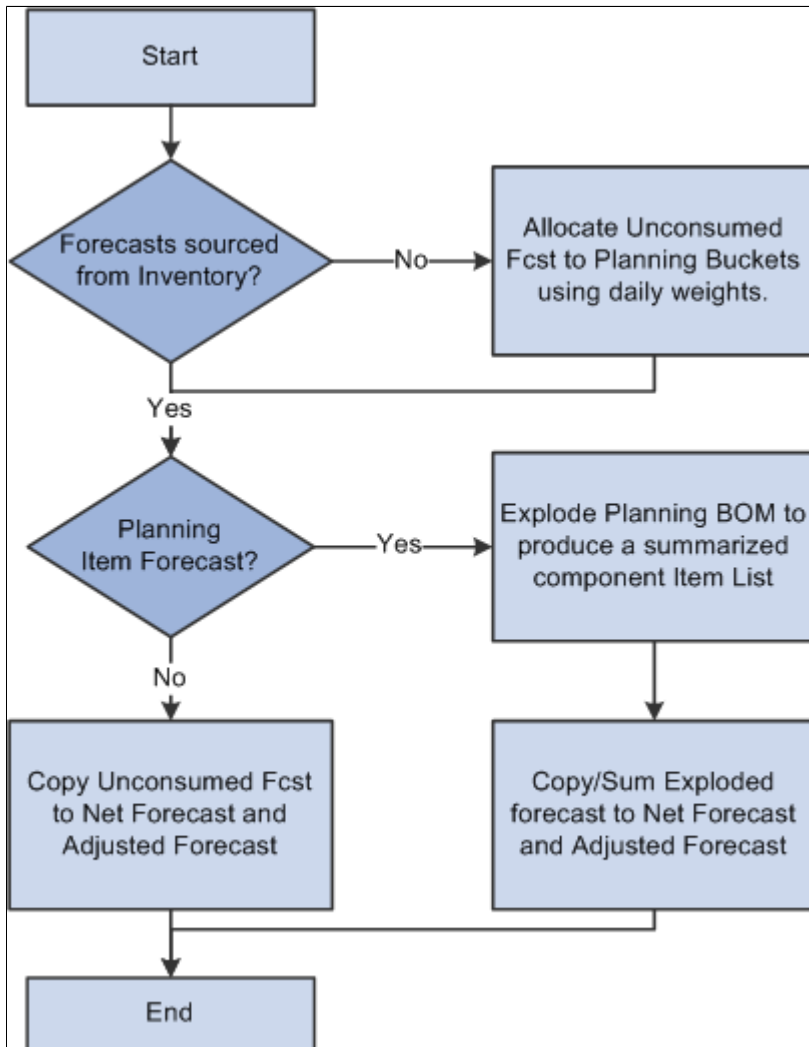 Start
Forecasts sourced
from Inventory?
No
Allocate Unconsumed
Fcst to Planning Buckets
using daily weights.
Yes
Planning
Item Forecast?
Yes
Explode Planning BOM to
produce a summarized
component Item List
No
Copy Unconsumed Fcst
to Net Forecast and
Adjusted Forecast
Copy/Sum Exploded
forecast to Net Forecast
and Adjusted Forecast
End